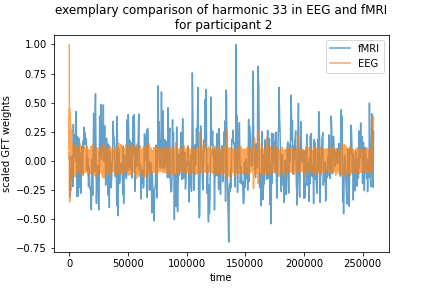 exemplary comparison of harmonic 33 in EEG and fMRI
for participant 2
1.00
0.75
0.50
0.25
0.00
−0.25
−0.50
−0.75
scaled GFT weights
fMRI
EEG
0 50000 100000 150000 200000 250000
time